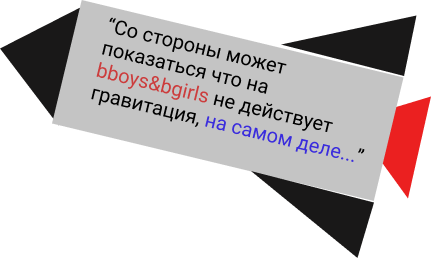 “Со стороны может
показаться что на
bboys&bgirls не действует
гравитация, на самом деле...”